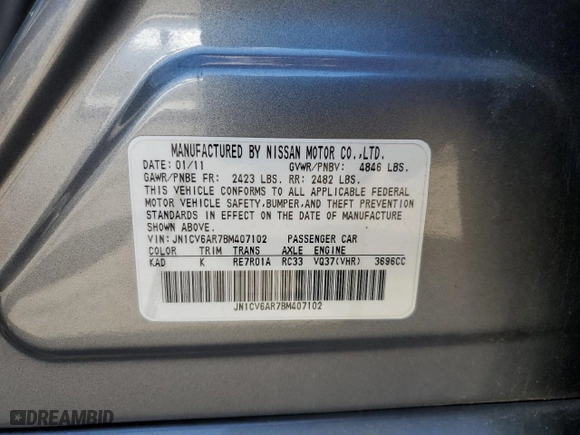 MANUFACTURED BY NISSAN MOTOR CO.,LTD.
DATE: 01/11 GVWR/PNBV: 4846 LBS.
GAWR/PNBE FR: 2423 LBS. RR: 2482 LBS.
THIS VEHICLE CONFORMS TO ALL APPLICABLE FEDERAL
MOTOR VEHICLE SAFETY,BUMPER,AND THEFT PREVENTION
STANDARDS IN EFFECT ON THE DATE OF MANUFACTURE
SHOWN ABOVE.
VIN: JN1CV6AR7BM407102 PASSENGER CAR
COLOR TRIM TRANS AXLE ENGINE
KAD K RE7R01A RC33 VQ37(VHR) 3696CC
JN1CV6AR7BM407102
DREAMBID